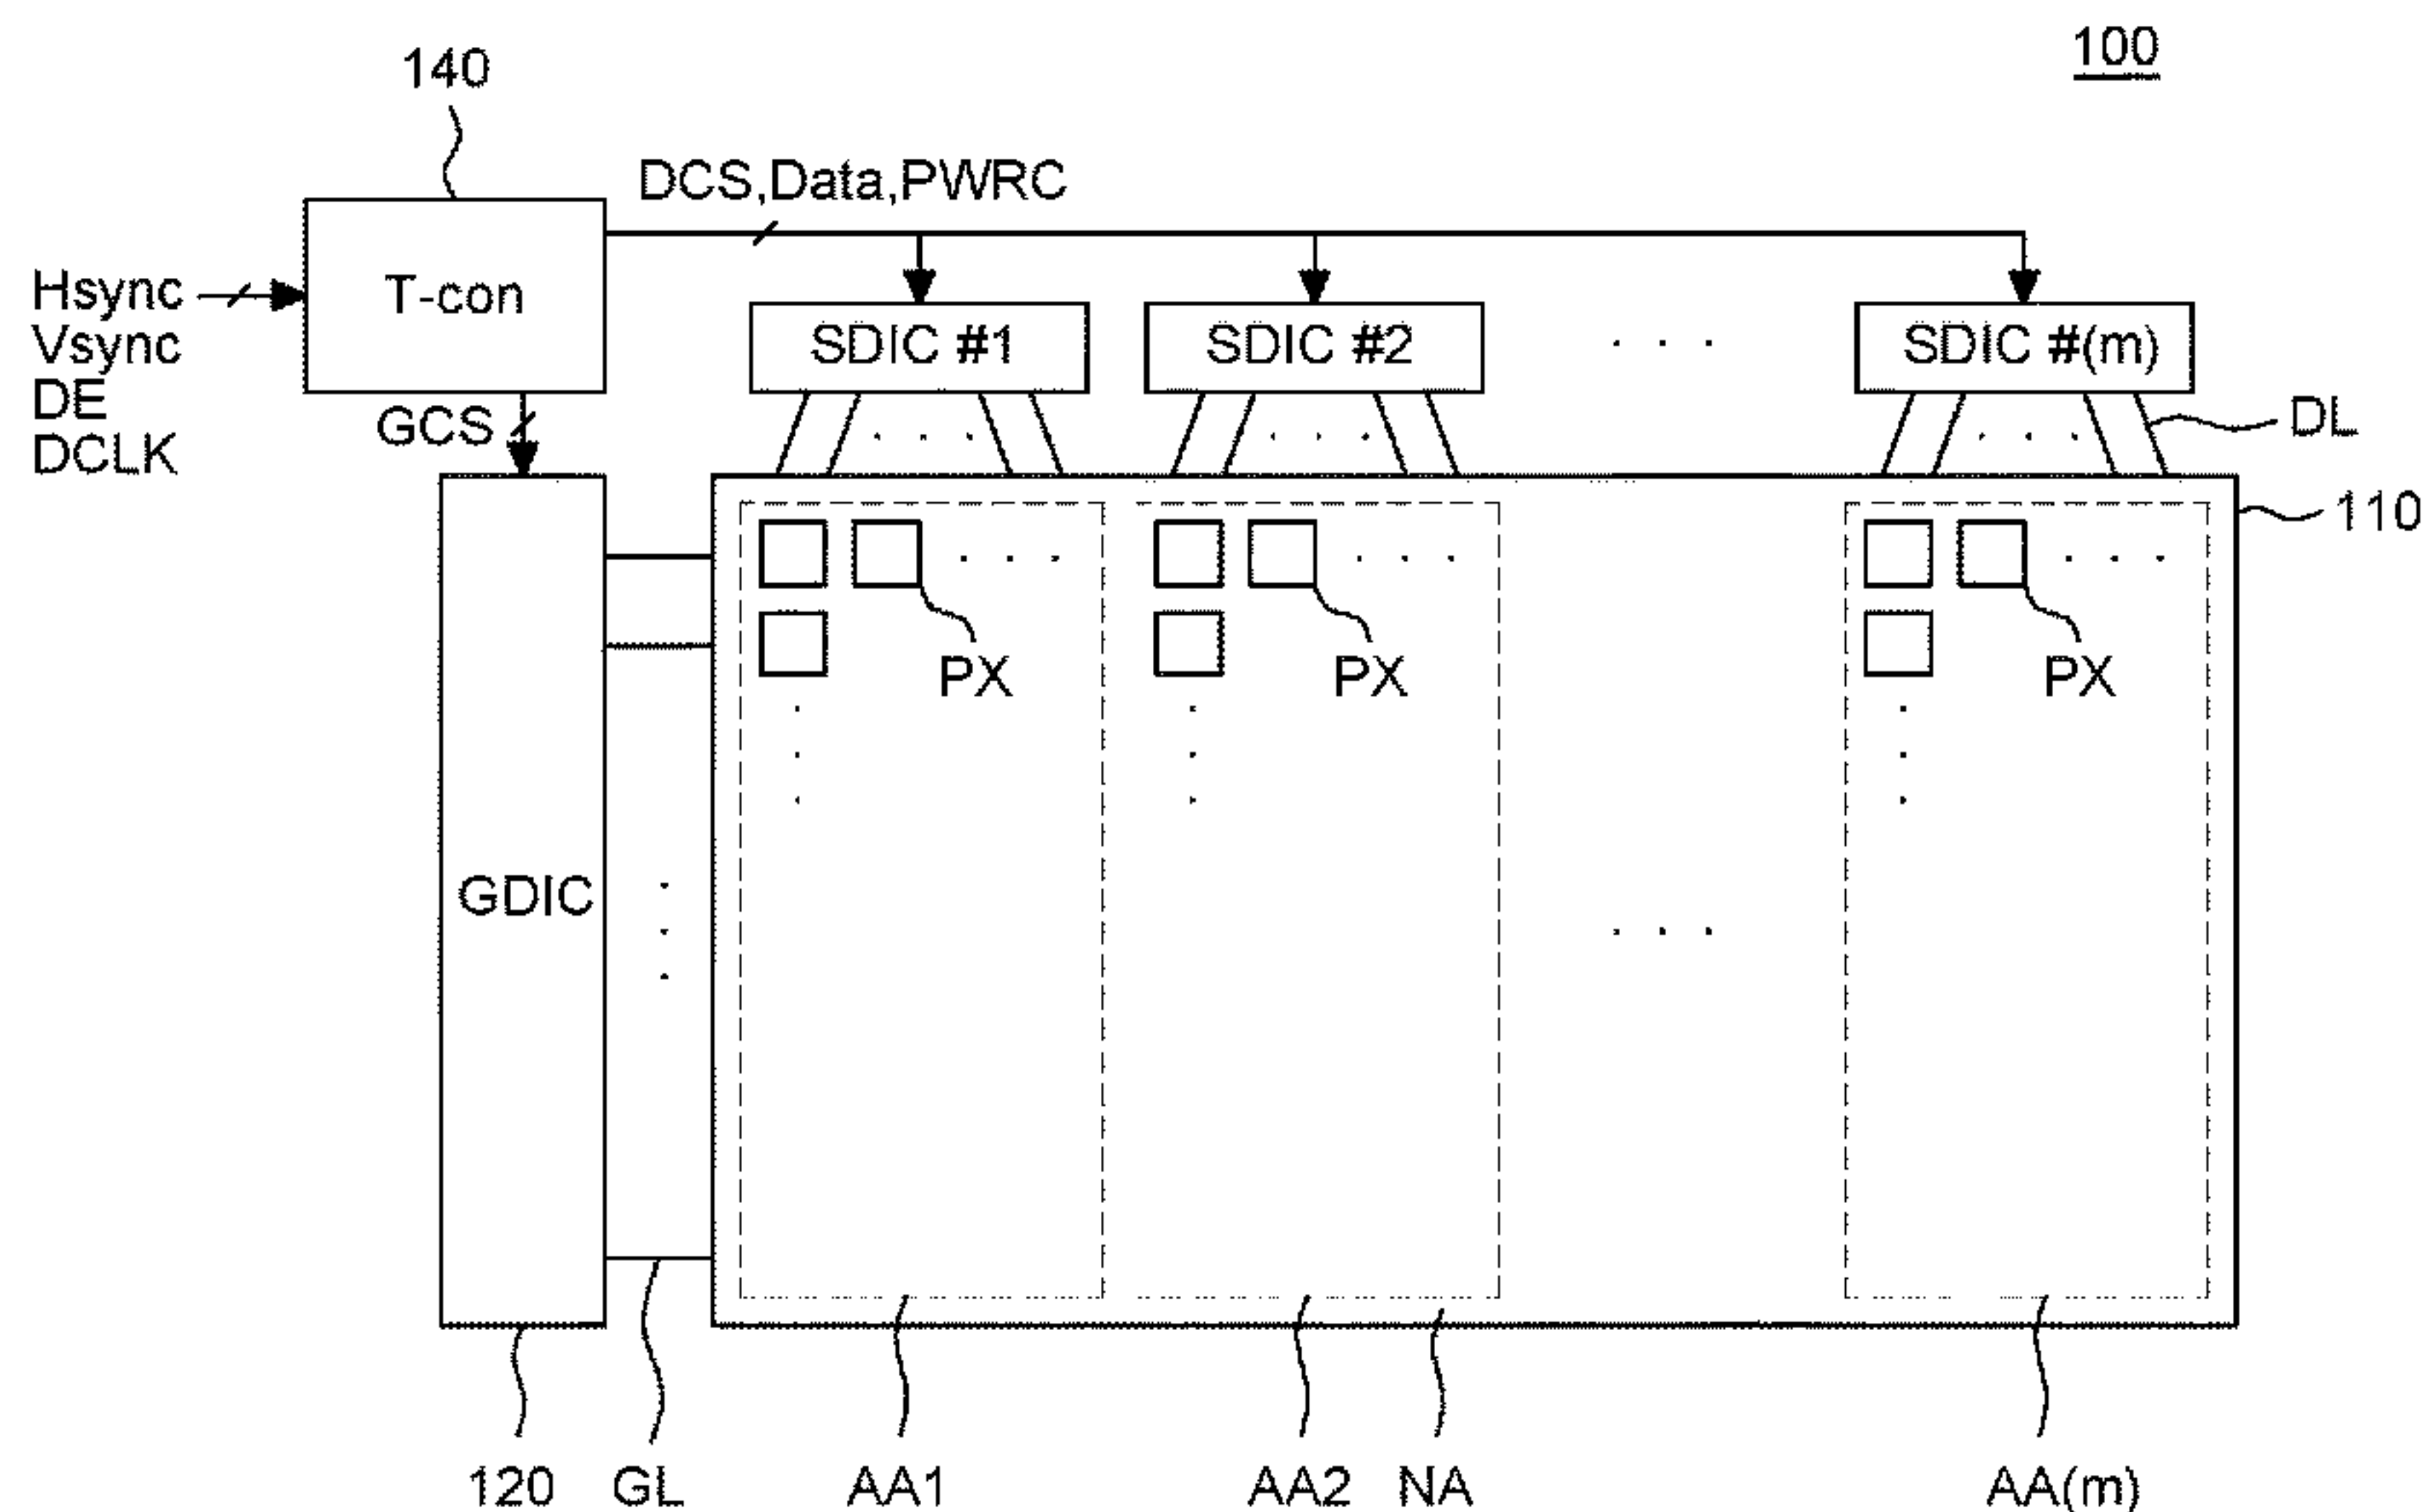 100
140
DCS,Data,PWRC
Hsync
Vsync
DE
DCLK
T-con
SDIC #1
SDIC #2
. . .
SDIC #(m)
GCS
DL
110
PX
PX
PX
GDIC
120
GL
AA1
AA2
NA
AA(m)